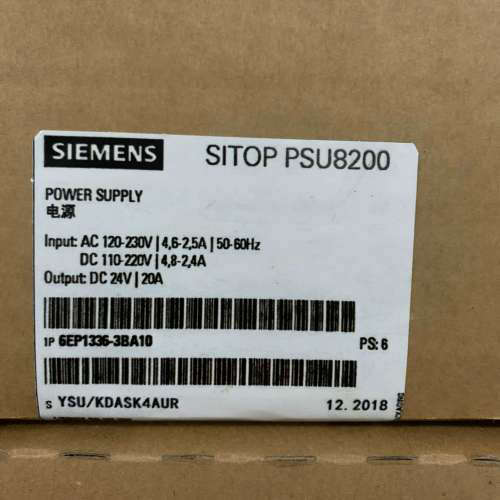 SIEMENS SITOP PSU8200
POWER SUPPLY
电源
Input: AC 120-230V | 4,6-2,5A | 50-60Hz
DC 110-220V | 4,8-2,4A
Output: DC 24V | 20A
1P 6EP1336-3BA10 PS: 6
S YSU/KDASK4AUR 12.2018